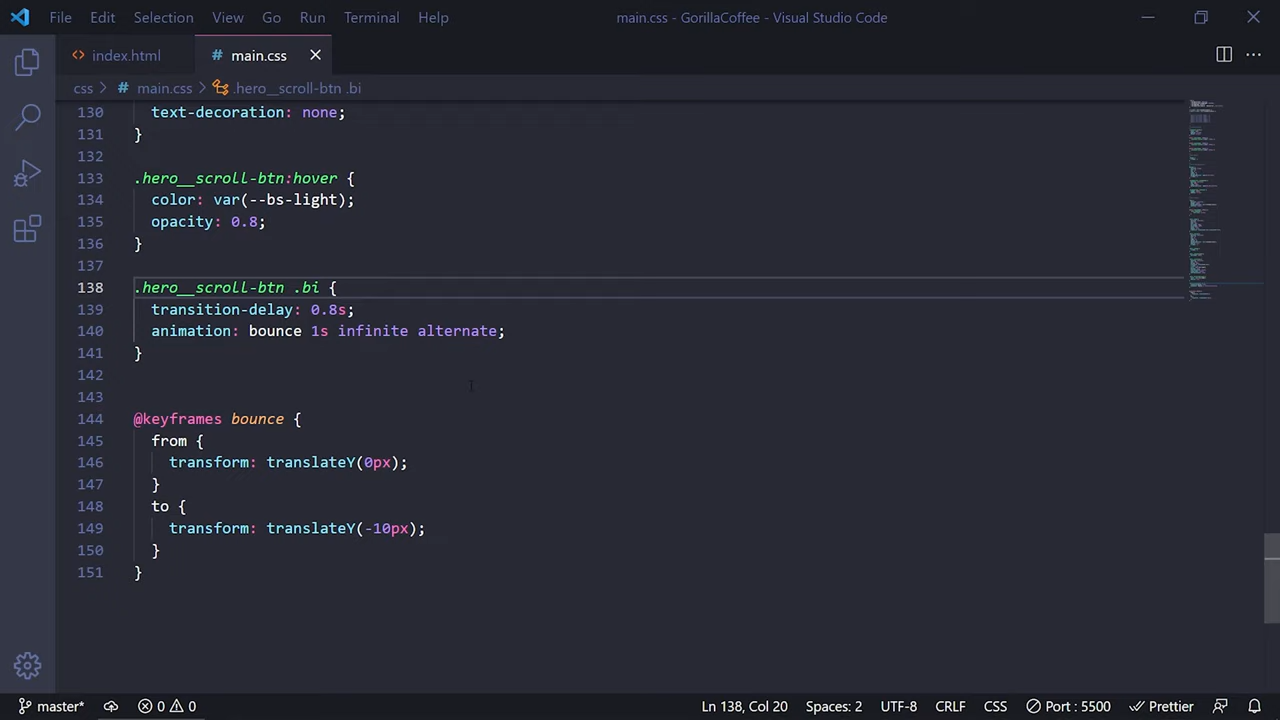 File Edit Selection View Go Run Terminal Help main.css - GorillaCoffee - Visual Studio Code
<> index.html # main.css
css > # main.css > hero__scroll-btn .bi
130 text-decoration: none;
131 }
132
133 .hero__scroll-btn:hover {
134 color: var(--bs-light);
135 opacity: 0.8;
136 }
137
138 .hero__scroll-btn .bi {
139 transition-delay: 0.8s;
140 animation: bounce 1s infinite alternate;
141 }
142
143
144 @keyframes bounce {
145 from {
146 transform: translateY(0px);
147 }
148 to {
149 transform: translateY(-10px);
150 }
151 }
master* 0 0 Ln 138, Col 20 Spaces: 2 UTF-8 CRLF CSS Port : 5500 Prettier